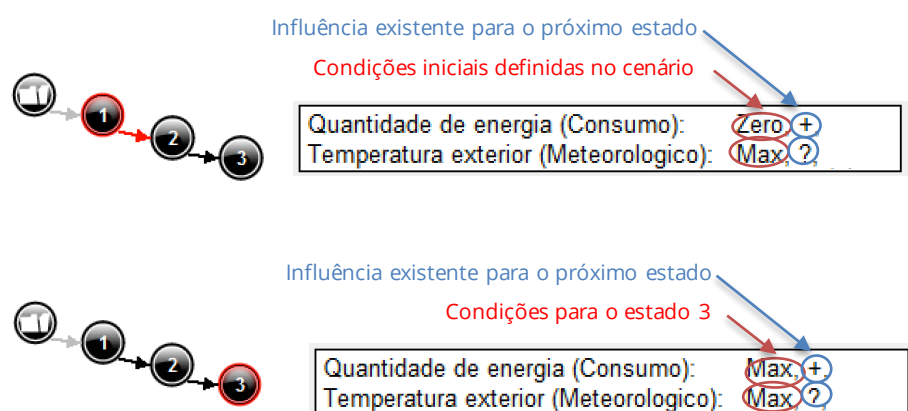 Influência existente para o próximo estado
Condições iniciais definidas no cenário
1
2
3
Quantidade de energia (Consumo): Zero, +,
Temperatura exterior (Meteorologico): Max, ?,
Influência existente para o próximo estado
Condições para o estado 3
1
2
3
Quantidade de energia (Consumo): Max, +,
Temperatura exterior (Meteorologico): Max, ?,